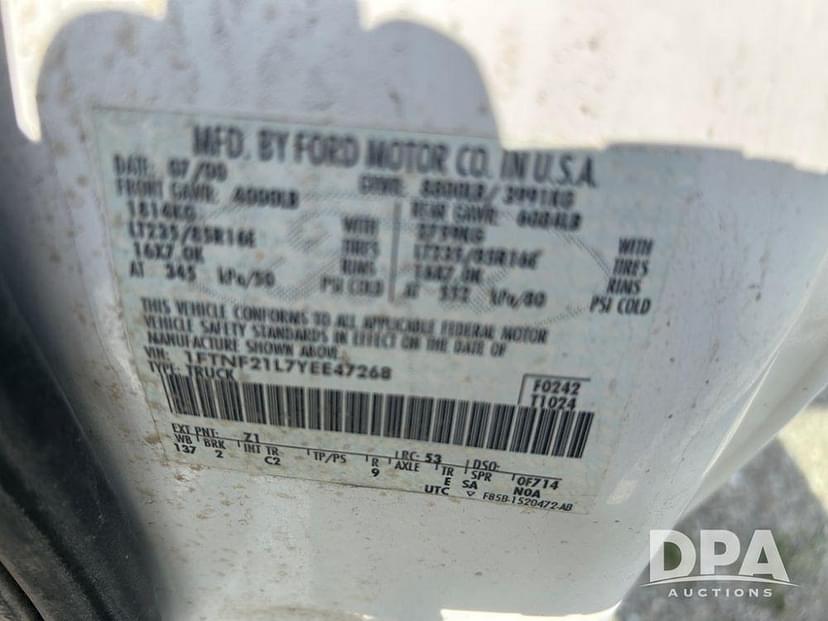 MFD. BY FORD MOTOR CO. IN U.S.A.
DATE: 07/00 GVWR: 8800LB/3991KG
FRONT GAWR: 4000LB REAR GAWR: 6084LB
1814KG 2759KG
LT235/85R16E WITH TIRES LT235/85R16E WITH TIRES
16X7.0K RIMS 16X7.0K RIMS
AT 345 kPa/50 PSI COLD AT 552 kPa/80 PSI COLD
THIS VEHICLE CONFORMS TO ALL APPLICABLE FEDERAL MOTOR
VEHICLE SAFETY STANDARDS IN EFFECT ON THE DATE OF
MANUFACTURE SHOWN ABOVE.
VIN: 1FTNF21L7YEE47268 F0242
TYPE: TRUCK T1024
EXT PNT: Z1 RC: 53 DSO:
WB BRK INT TR TP/PS R AXLE TR SPR 0F714
137 2 C2 9 E SA N0A
UTC ▽ F85B-1520472-AB
DPA
AUCTIONS